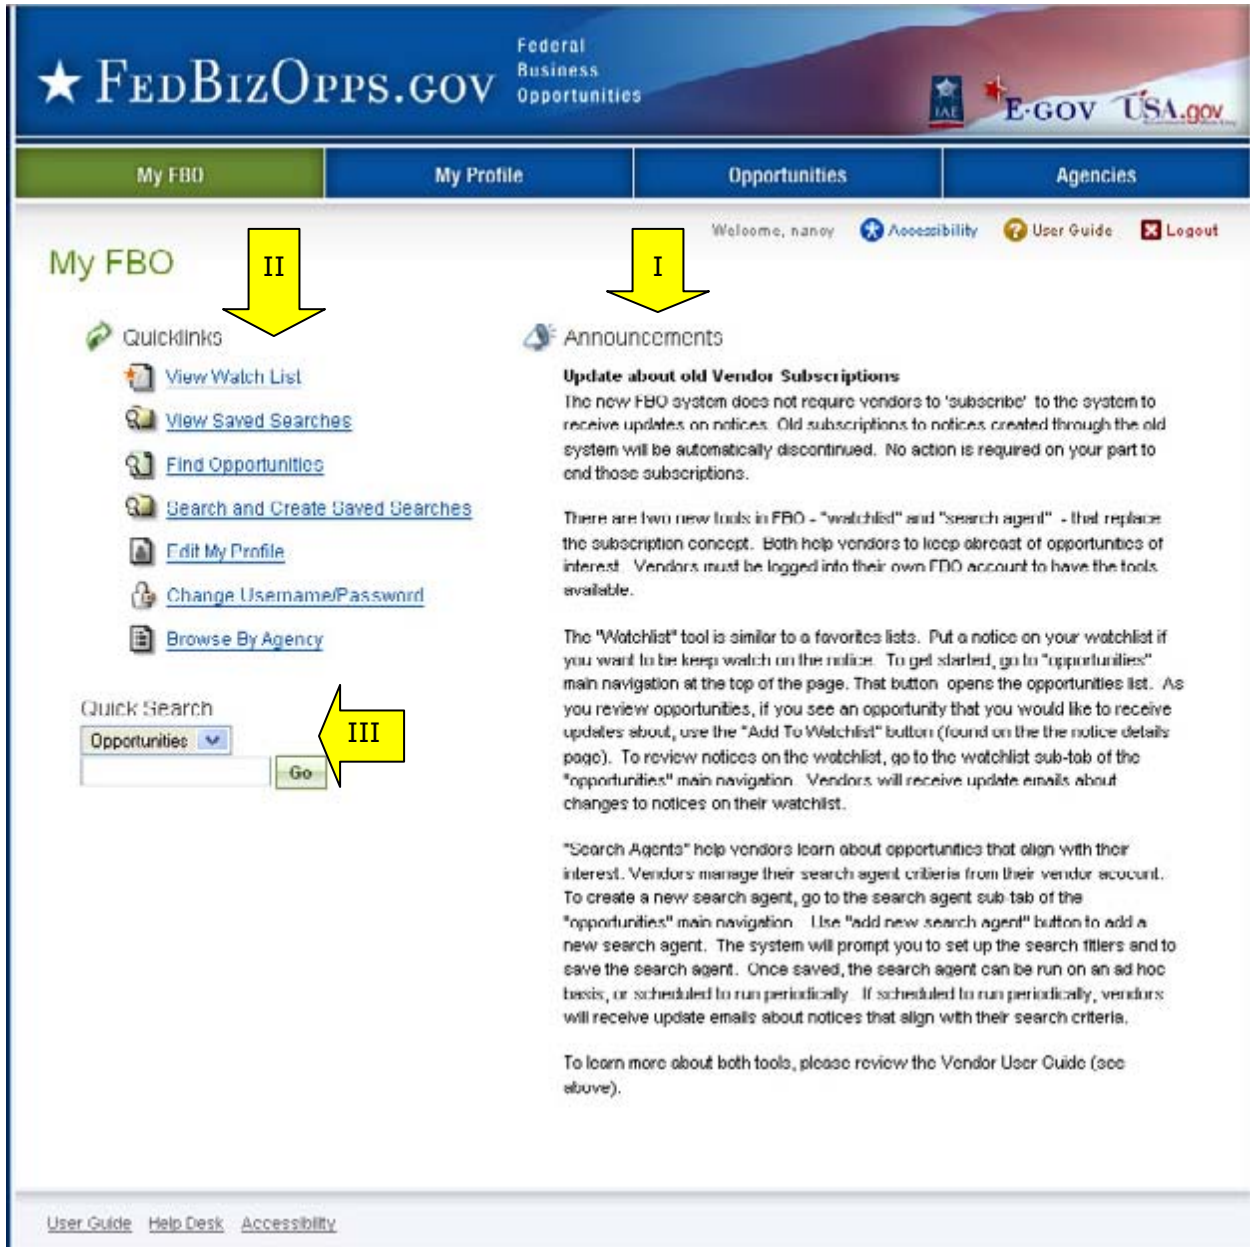 ★ FEDBIZOPPS.GOV
Federal
Business
Opportunities
IAE
E-GOV
USA.gov
My FBO
My Profile
Opportunities
Agencies
Welcome, nancy
Accessibility
User Guide
Logout
My FBO
II
I
Quicklinks
View Watch List
View Saved Searches
Find Opportunities
Search and Create Saved Searches
Edit My Profile
Change Username/Password
Browse By Agency
Quick Search
Opportunities
Go
III
Announcements
Update about old Vendor Subscriptions
The new FBO system does not require vendors to 'subscribe' to the system to
receive updates on notices. Old subscriptions to notices created through the old
system will be automatically discontinued. No action is required on your part to
end those subscriptions.
There are two new tools in FBO - "watchlist" and "search agent" - that replace
the subscription concept. Both help vendors to keep abreast of opportunities of
interest. Vendors must be logged into their own FBO account to have the tools
available.
The "Watchlist" tool is similar to a favorites lists. Put a notice on your watchlist if
you want to be keep watch on the notice. To get started, go to "opportunities"
main navigation at the top of the page. That button opens the opportunities list. As
you review opportunities, if you see an opportunity that you would like to receive
updates about, use the "Add To Watchlist" button (found on the the notice details
page). To review notices on the watchlist, go to the watchlist sub-tab of the
"opportunities" main navigation. Vendors will receive update emails about
changes to notices on their watchlist.
"Search Agents" help vendors learn about opportunities that align with their
interest. Vendors manage their search agent critieria from their vendor acocunt.
To create a new search agent, go to the search agent sub-tab of the
"opportunities" main navigation. Use "add new search agent" button to add a
new search agent. The system will prompt you to set up the search filters and to
save the search agent. Once saved, the search agent can be run on an ad hoc
basis, or scheduled to run periodically. If scheduled to run periodically, vendors
will receive update emails about notices that align with their search criteria.
To learn more about both tools, please review the Vendor User Guide (see
above).
User Guide Help Desk Accessibility